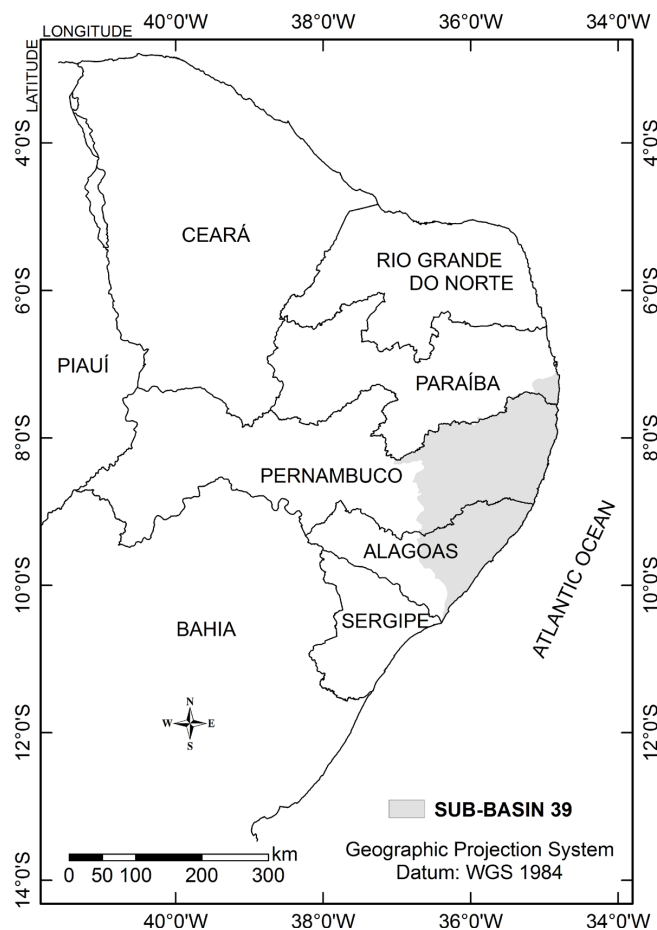 LONGITUDE
LATITUDE
40°0'W 38°0'W 36°0'W 34°0'W
4°0'S
4°0'S
CEARÁ
RIO GRANDE
DO NORTE
6°0'S
6°0'S
PIAUÍ
PARAÍBA
8°0'S
8°0'S
PERNAMBUCO
ALAGOAS
ATLANTIC OCEAN
10°0'S
10°0'S
SERGIPE
BAHIA
N
W E
S
12°0'S
12°0'S
SUB-BASIN 39
km
0 50 100 200 300
Geographic Projection System
Datum: WGS 1984
14°0'S
14°0'S
40°0'W 38°0'W 36°0'W 34°0'W